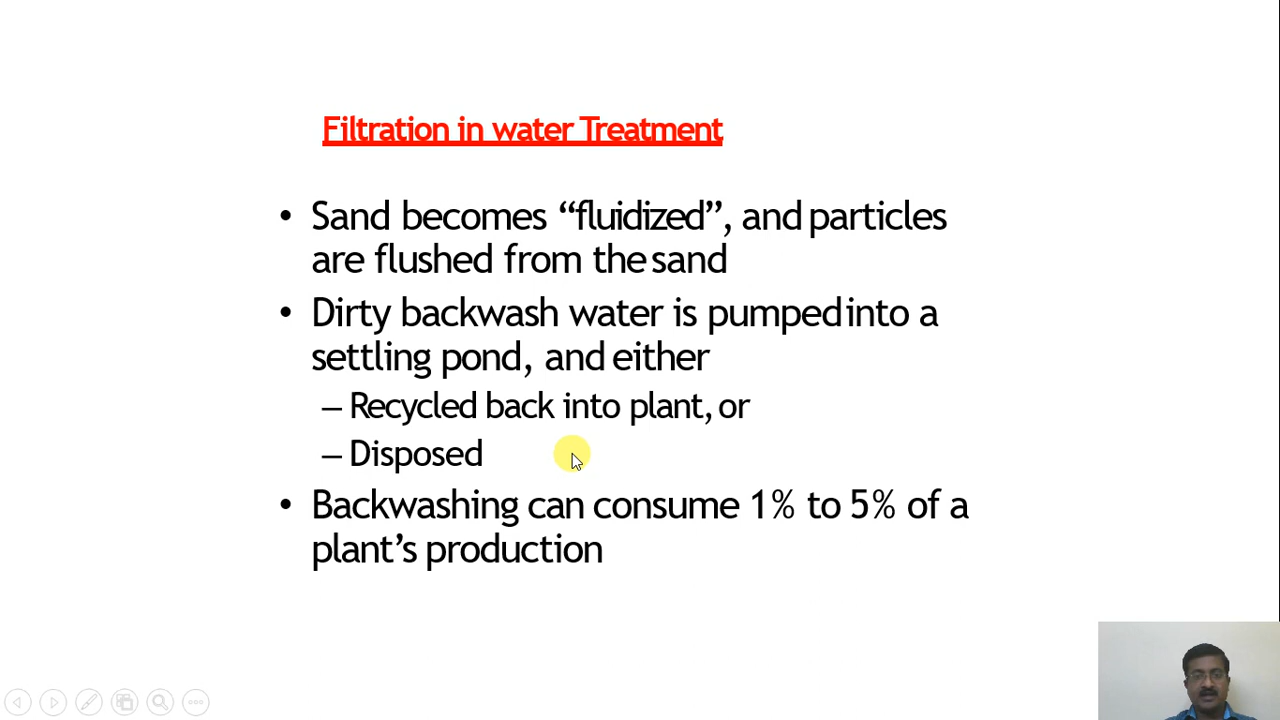 Filtration in water Treatment
• Sand becomes “fluidized”, and particles
are flushed from the sand
• Dirty backwash water is pumped into a
settling pond, and either
– Recycled back into plant, or
– Disposed
• Backwashing can consume 1% to 5% of a
plant’s production